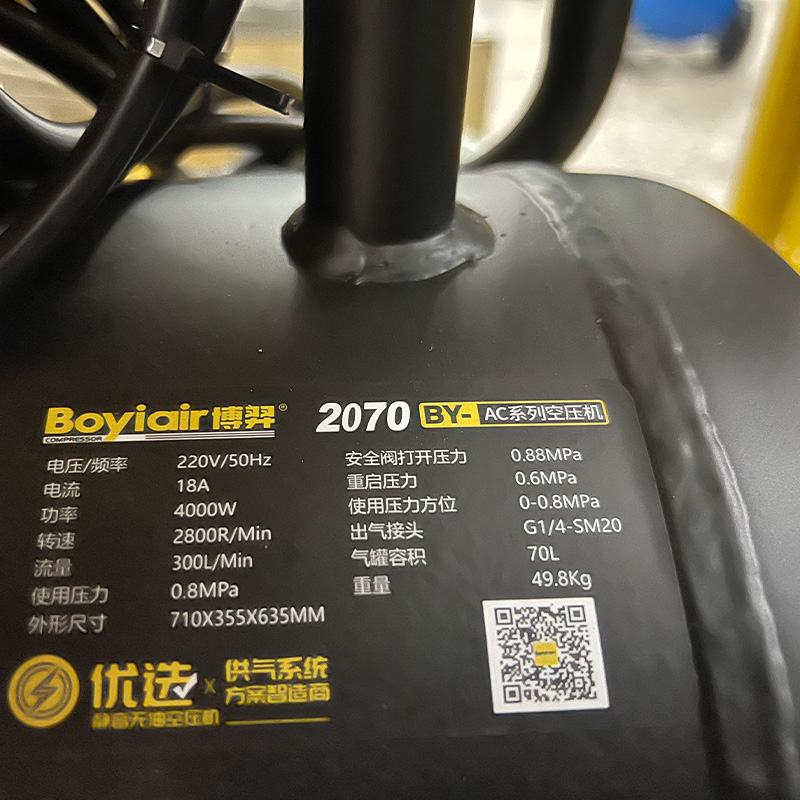 Boyiair博羿®
COMPRESSOR
2070 BY- AC系列空压机
电压/频率 220V/50Hz
电流 18A
功率 4000W
转速 2800R/Min
流量 300L/Min
使用压力 0.8MPa
外形尺寸 710X355X635MM
安全阀打开压力 0.88MPa
重启压力 0.6MPa
使用压力方位 0-0.8MPa
出气接头 G1/4-SM20
气罐容积 70L
重量 49.8Kg
优选 x
静音无油空压机
供气系统
方案智造商